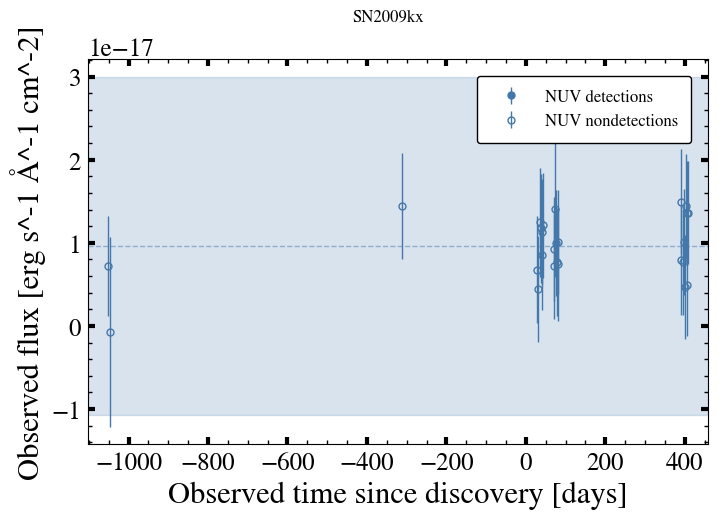 SN2009kx
1e−17
Observed flux [erg s^-1 Å^-1 cm^-2]
3
2
1
0
−1
NUV detections
NUV nondetections
−1000 −800 −600 −400 −200 0 200 400
Observed time since discovery [days]